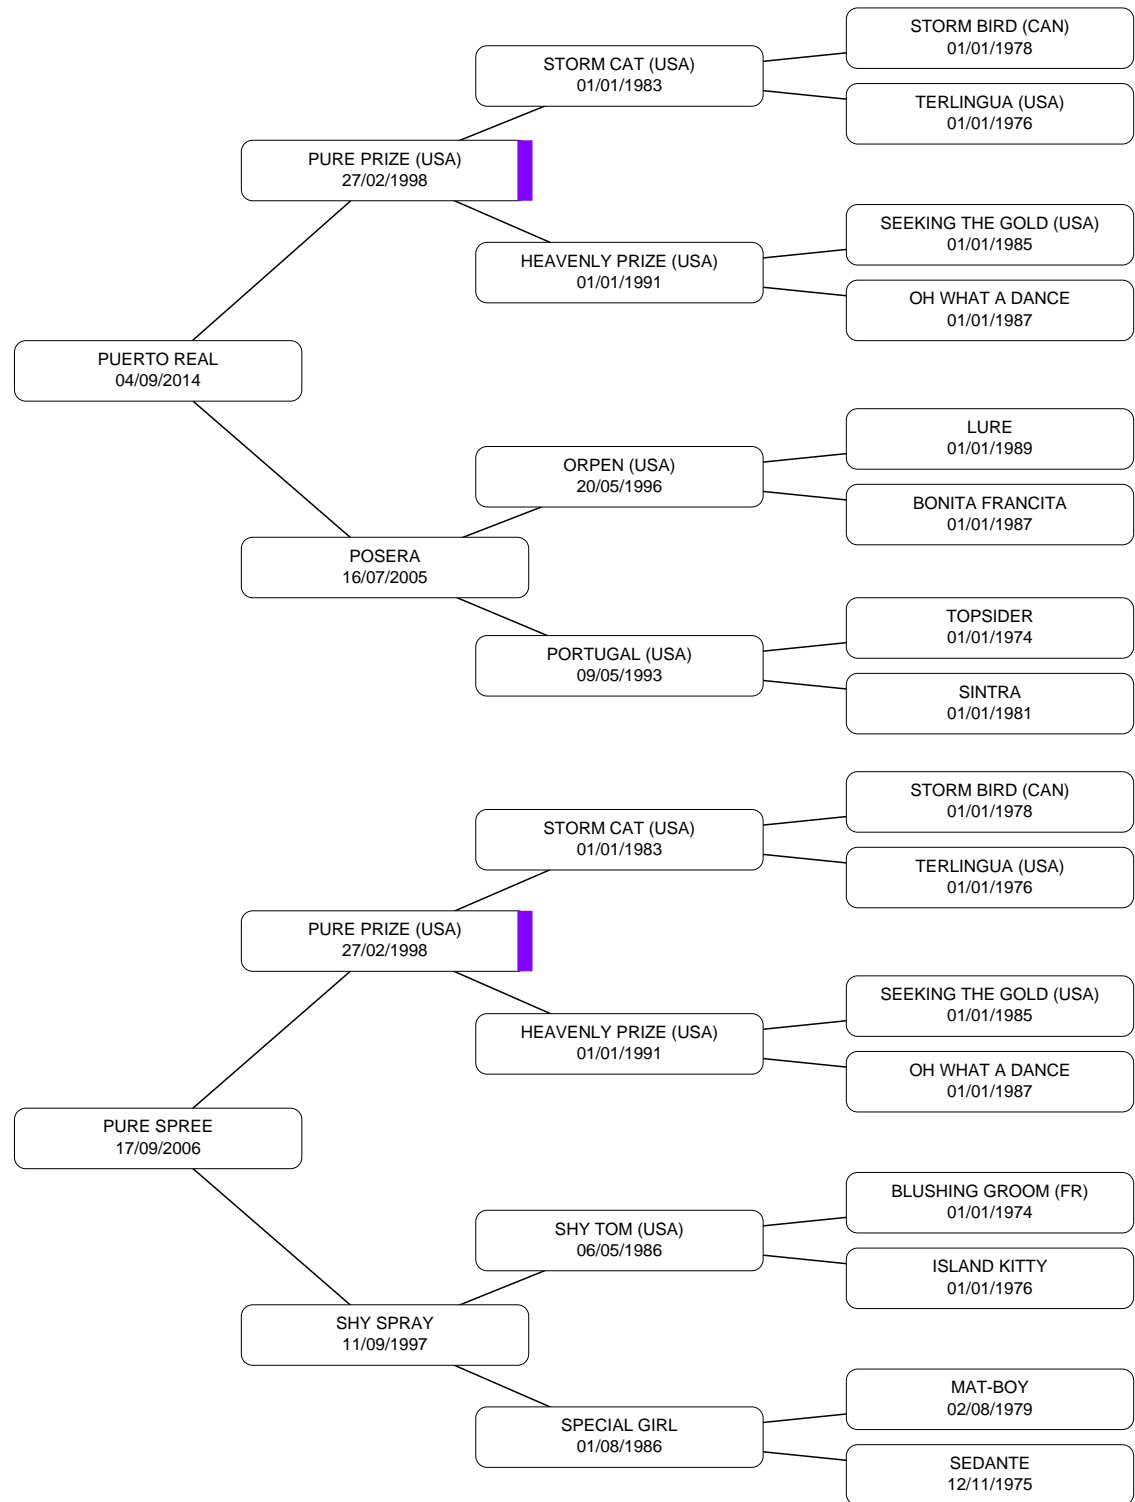 STORM BIRD (CAN)
01/01/1978
STORM CAT (USA)
01/01/1983
TERLINGUA (USA)
01/01/1976
PURE PRIZE (USA)
27/02/1998
SEEKING THE GOLD (USA)
01/01/1985
HEAVENLY PRIZE (USA)
01/01/1991
OH WHAT A DANCE
01/01/1987
PUERTO REAL
04/09/2014
LURE
01/01/1989
ORPEN (USA)
20/05/1996
BONITA FRANCITA
01/01/1987
POSERA
16/07/2005
TOPSIDER
01/01/1974
PORTUGAL (USA)
09/05/1993
SINTRA
01/01/1981
STORM BIRD (CAN)
01/01/1978
STORM CAT (USA)
01/01/1983
TERLINGUA (USA)
01/01/1976
PURE PRIZE (USA)
27/02/1998
SEEKING THE GOLD (USA)
01/01/1985
HEAVENLY PRIZE (USA)
01/01/1991
OH WHAT A DANCE
01/01/1987
PURE SPREE
17/09/2006
BLUSHING GROOM (FR)
01/01/1974
SHY TOM (USA)
06/05/1986
ISLAND KITTY
01/01/1976
SHY SPRAY
11/09/1997
MAT-BOY
02/08/1979
SPECIAL GIRL
01/08/1986
SEDANTE
12/11/1975